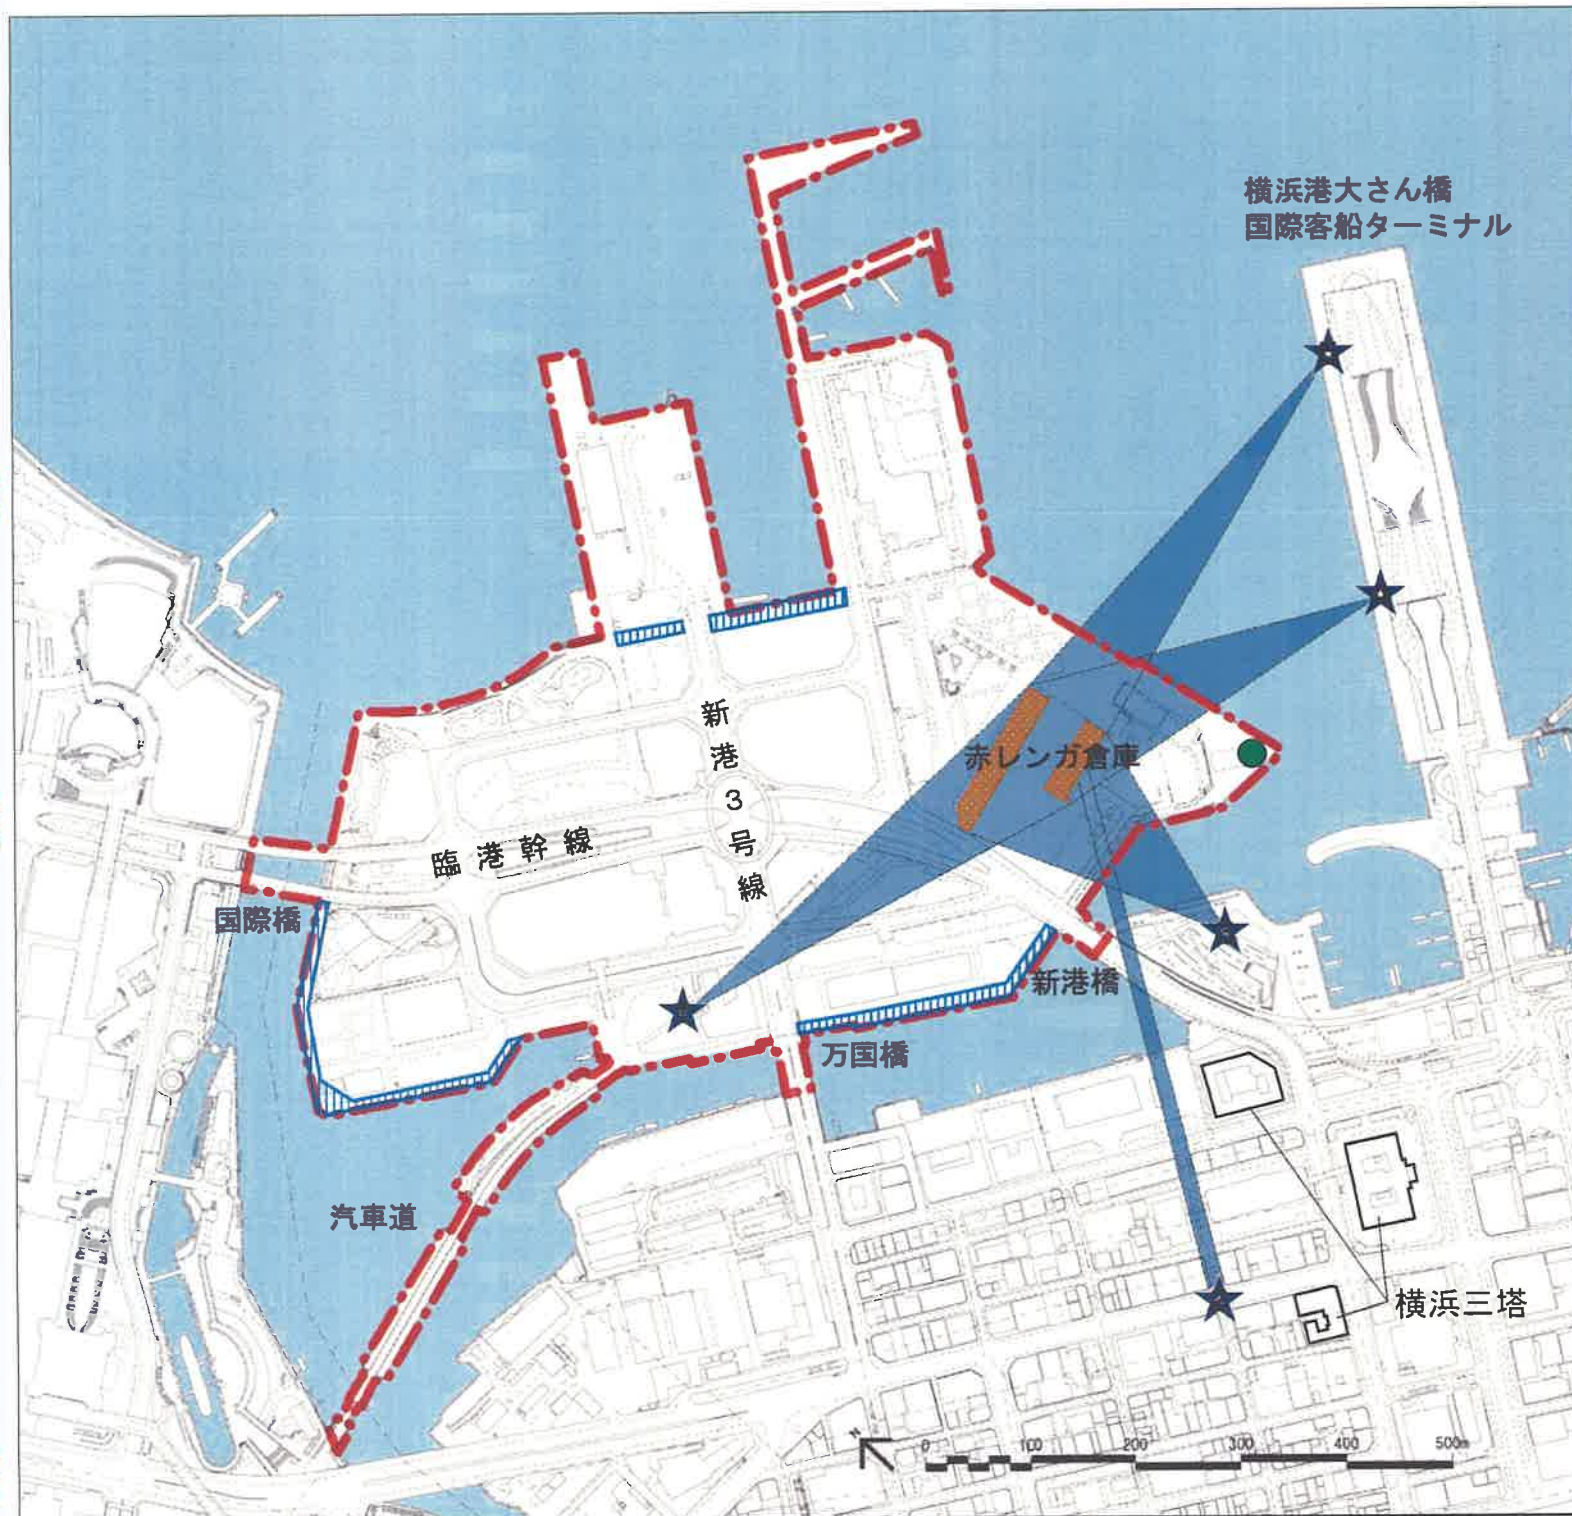 横浜港大さん橋
国際客船ターミナル
新港3号線
赤レンガ倉庫
臨港幹線
国際橋
新港橋
万国橋
汽車道
横浜三塔
N
0 100 200 300 400 500m